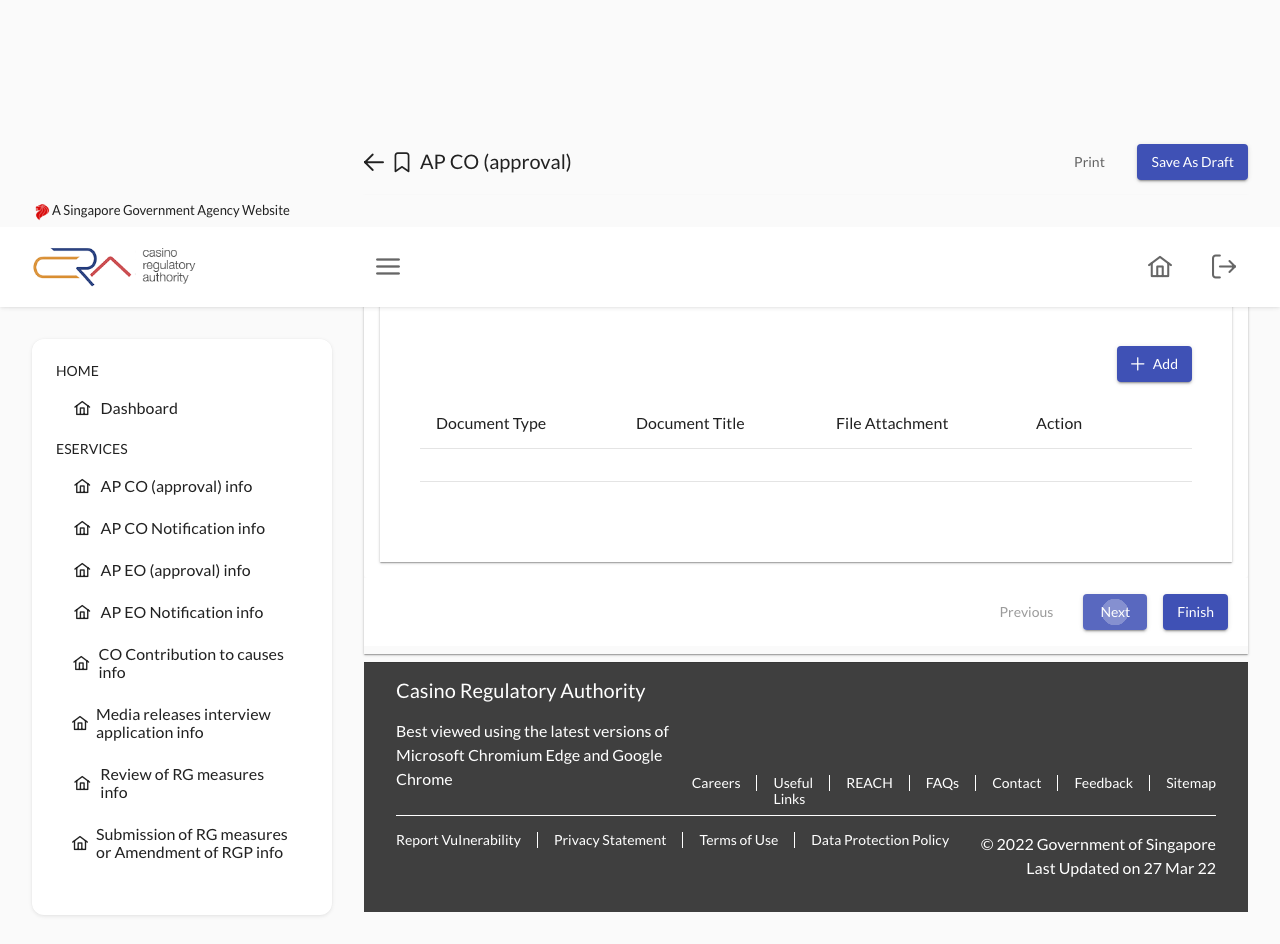 AP CO (approval)
Print
Save As Draft
A Singapore Government Agency Website
casino
regulatory
authority
HOME
Dashboard
ESERVICES
AP CO (approval) info
AP CO Notification info
AP EO (approval) info
AP EO Notification info
CO Contribution to causes
info
Media releases interview
application info
Review of RG measures
info
Submission of RG measures
or Amendment of RGP info
Add
Document Type
Document Title
File Attachment
Action
Previous
Next
Finish
Casino Regulatory Authority
Best viewed using the latest versions of
Microsoft Chromium Edge and Google
Chrome
Careers
Useful
Links
REACH
FAQs
Contact
Feedback
Sitemap
Report Vulnerability
Privacy Statement
Terms of Use
Data Protection Policy
© 2022 Government of Singapore
Last Updated on 27 Mar 22